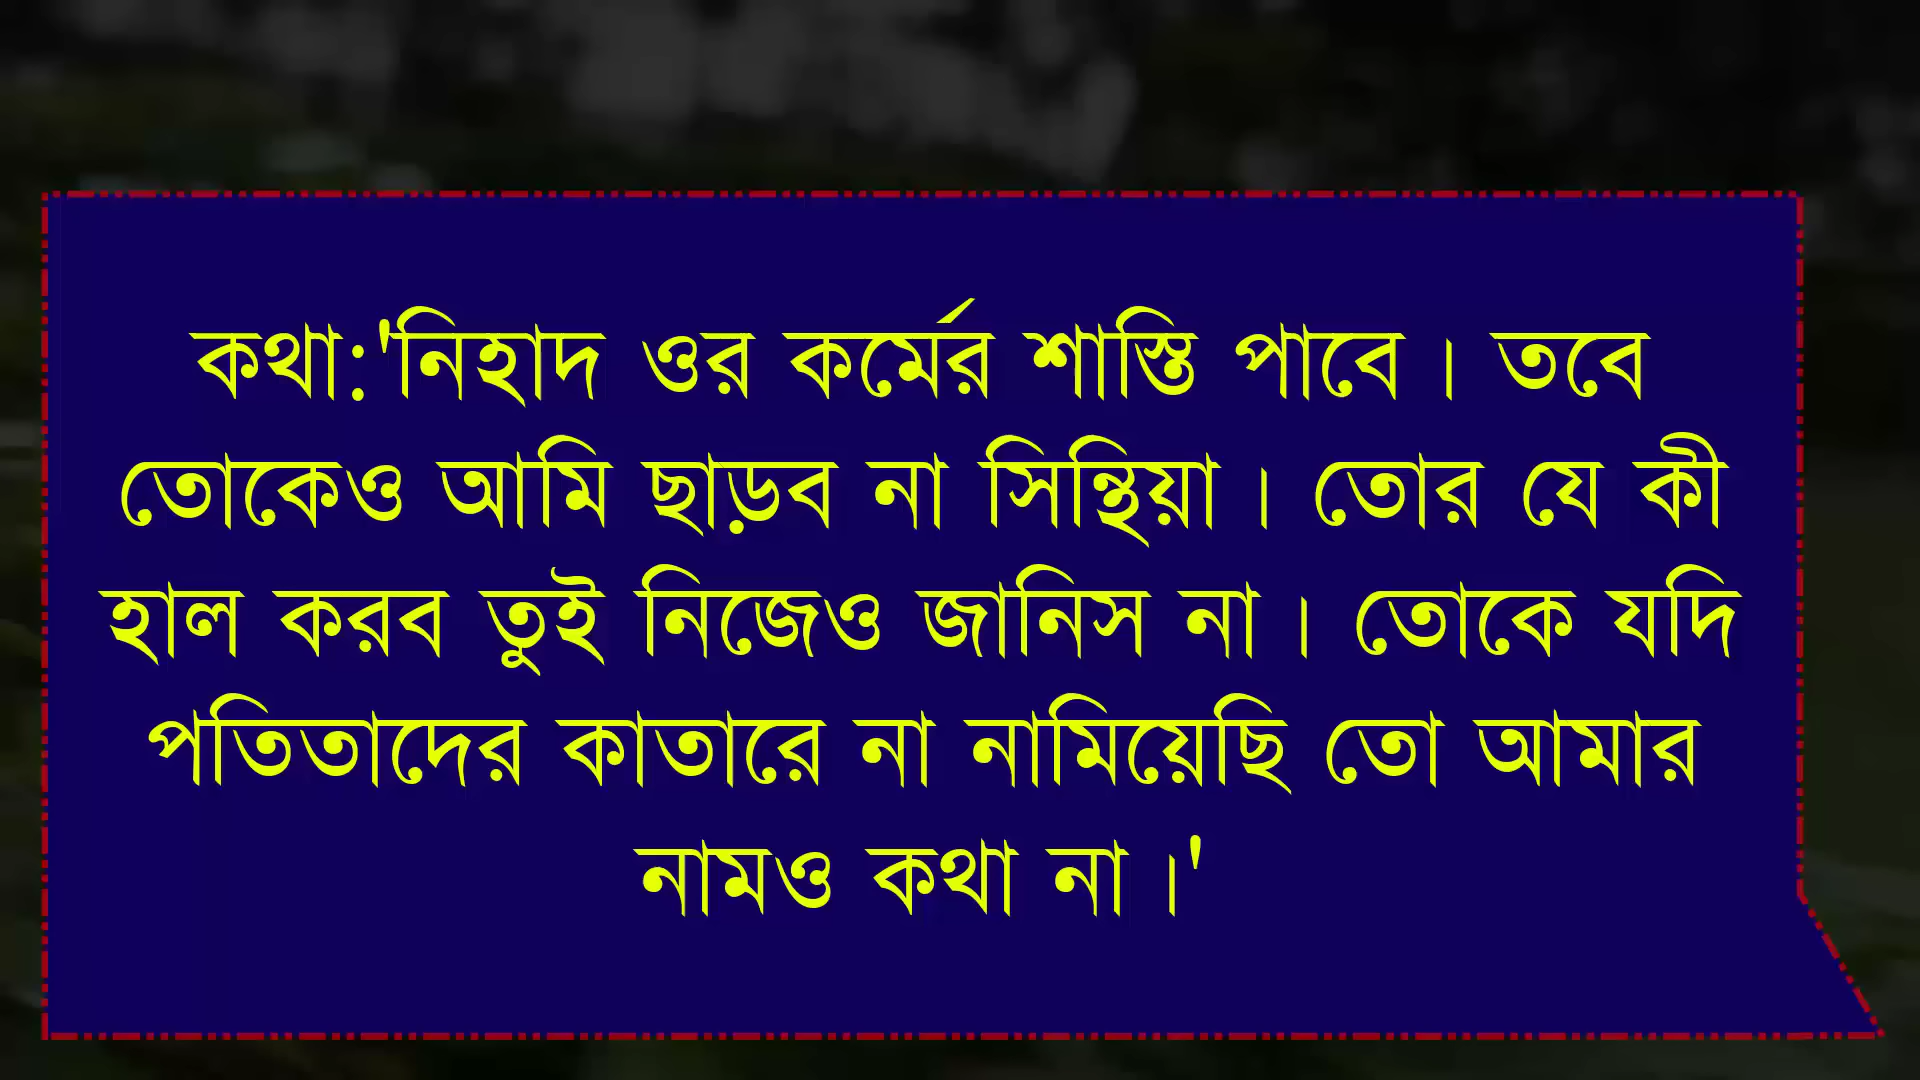 কথা:'নিহাদ ওর কর্মের শাস্তি পাবে। তবে
তোকেও আমি ছাড়ব না সিন্থিয়া। তোর যে কী
হাল করব তুই নিজেও জানিস না। তোকে যদি
পতিতাদের কাতারে না নামিয়েছি তো আমার
নামও কথা না।'